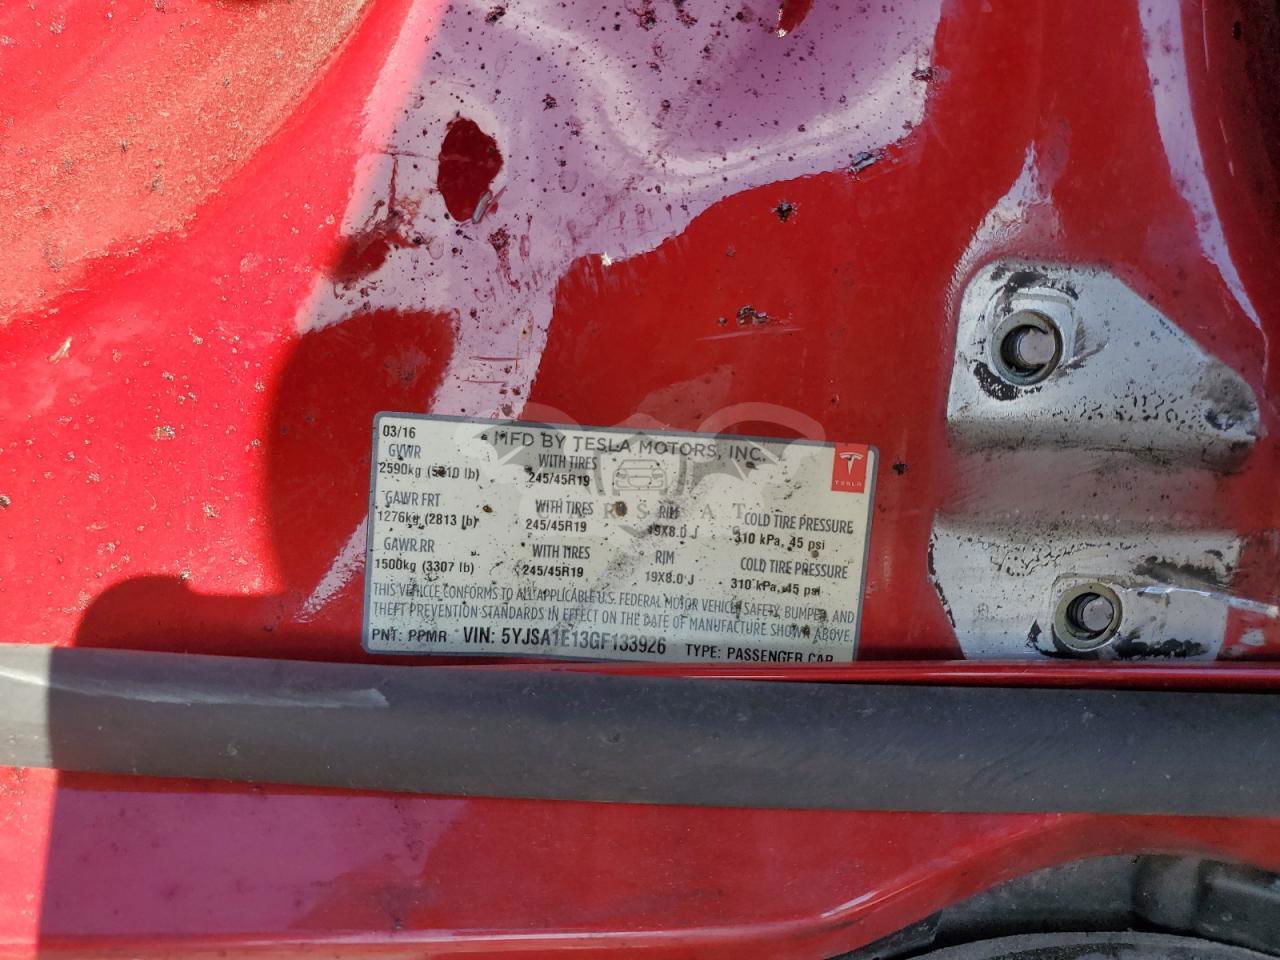 03/16 MFD BY TESLA MOTORS, INC.
GVWR WITH TIRES
2590kg (5710 lb) 245/45R19
TESLA
GAWR FRT WITH TIRES RIM COLD TIRE PRESSURE
1276kg (2813 lb) 245/45R19 19X8.0 J 310 kPa, 45 psi
GAWR RR WITH TIRES RIM COLD TIRE PRESSURE
1500kg (3307 lb) 245/45R19 19X8.0 J 310 kPa, 45 psi
THIS VEHICLE CONFORMS TO ALL APPLICABLE U.S. FEDERAL MOTOR VEHICLE SAFETY, BUMPER, AND
THEFT PREVENTION STANDARDS IN EFFECT ON THE DATE OF MANUFACTURE SHOWN ABOVE.
PNT: PPMR VIN: 5YJSA1E13GF133926 TYPE: PASSENGER CAR
CARSBAT